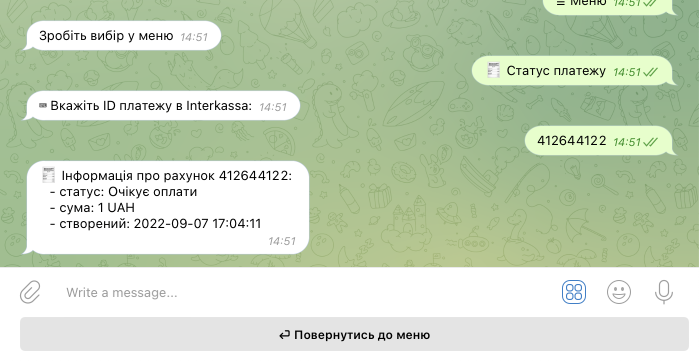 ≡ Меню 14:51
Зробіть вибір у меню 14:51
Статус платежу 14:51
Вкажіть ID платежу в Interkassa: 14:51
412644122 14:51
Інформація про рахунок 412644122:
- статус: Очікує оплати
- сума: 1 UAH
- створений: 2022-09-07 17:04:11
14:51
Write a message...
⏎ Повернутись до меню